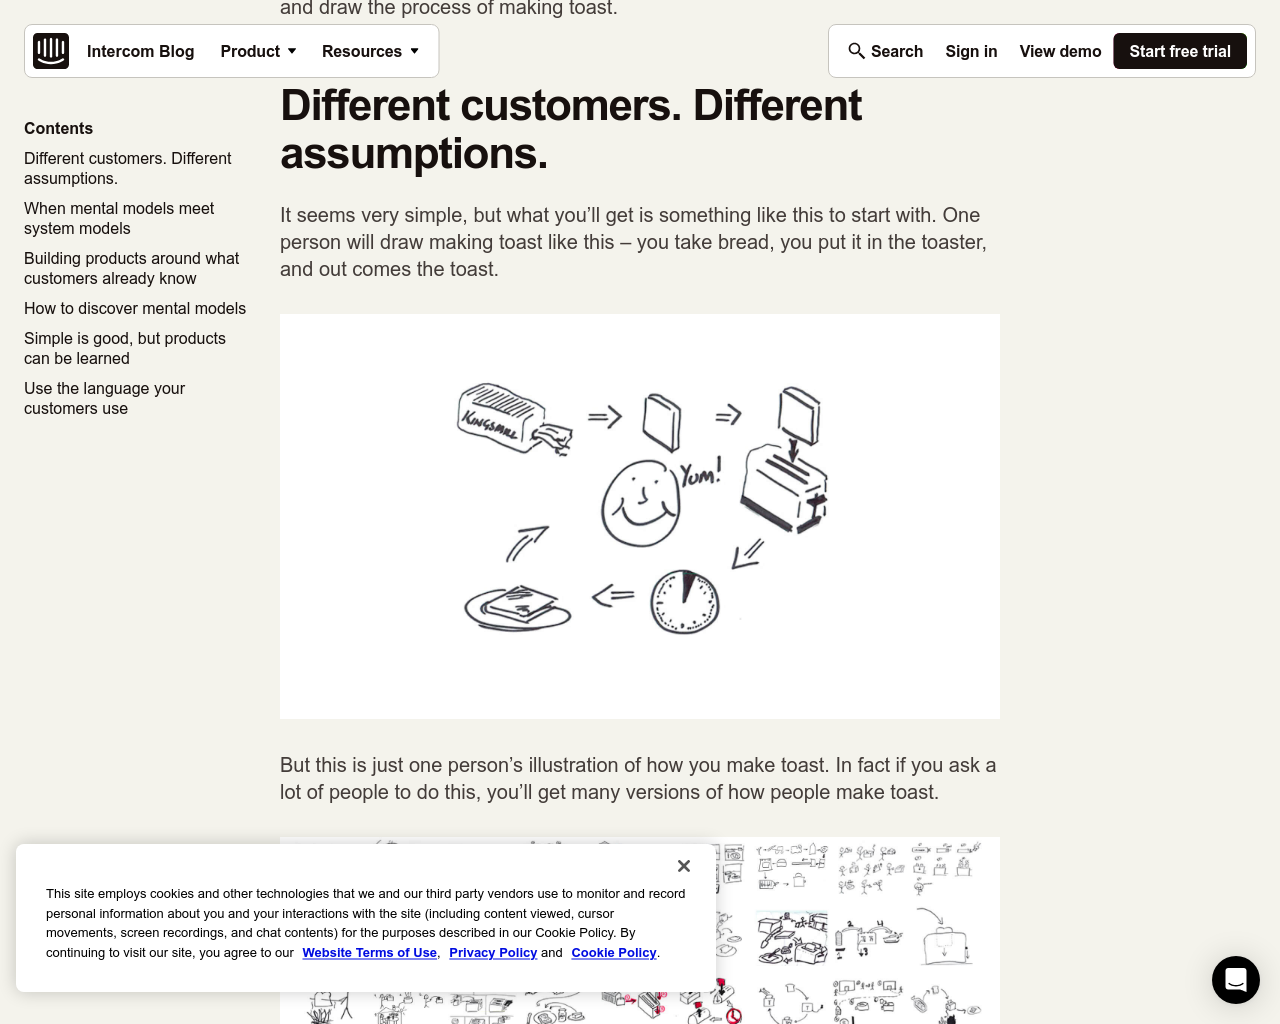 and draw the process of making toast.
Intercom Blog
Product
Resources
Search
Sign in
View demo
Start free trial
Contents
Different customers. Different
assumptions.
When mental models meet
system models
Building products around what
customers already know
How to discover mental models
Simple is good, but products
can be learned
Use the language your
customers use
Different customers. Different
assumptions.
It seems very simple, but what you’ll get is something like this to start with. One
person will draw making toast like this – you take bread, you put it in the toaster,
and out comes the toast.
KINGSMILL
Yum!
But this is just one person’s illustration of how you make toast. In fact if you ask a
lot of people to do this, you’ll get many versions of how people make toast.
This site employs cookies and other technologies that we and our third party vendors use to monitor and record
personal information about you and your interactions with the site (including content viewed, cursor
movements, screen recordings, and chat contents) for the purposes described in our Cookie Policy. By
continuing to visit our site, you agree to our Website Terms of Use, Privacy Policy and Cookie Policy.